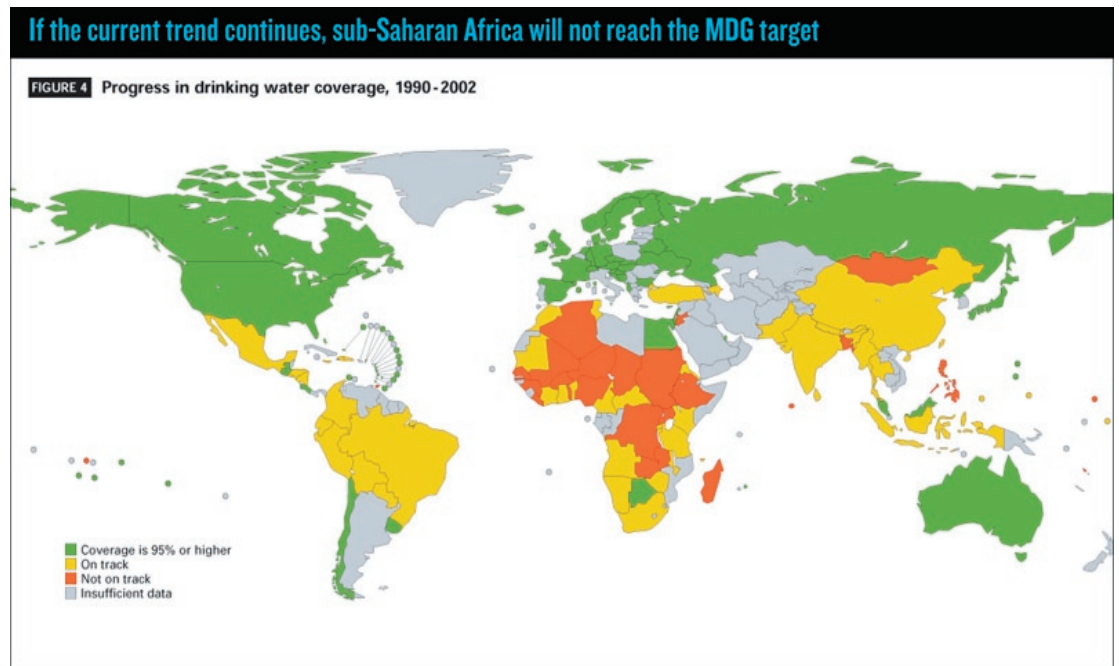 If the current trend continues, sub-Saharan Africa will not reach the MDG target
FIGURE 4 Progress in drinking water coverage, 1990-2002
Coverage is 95% or higher
On track
Not on track
Insufficient data